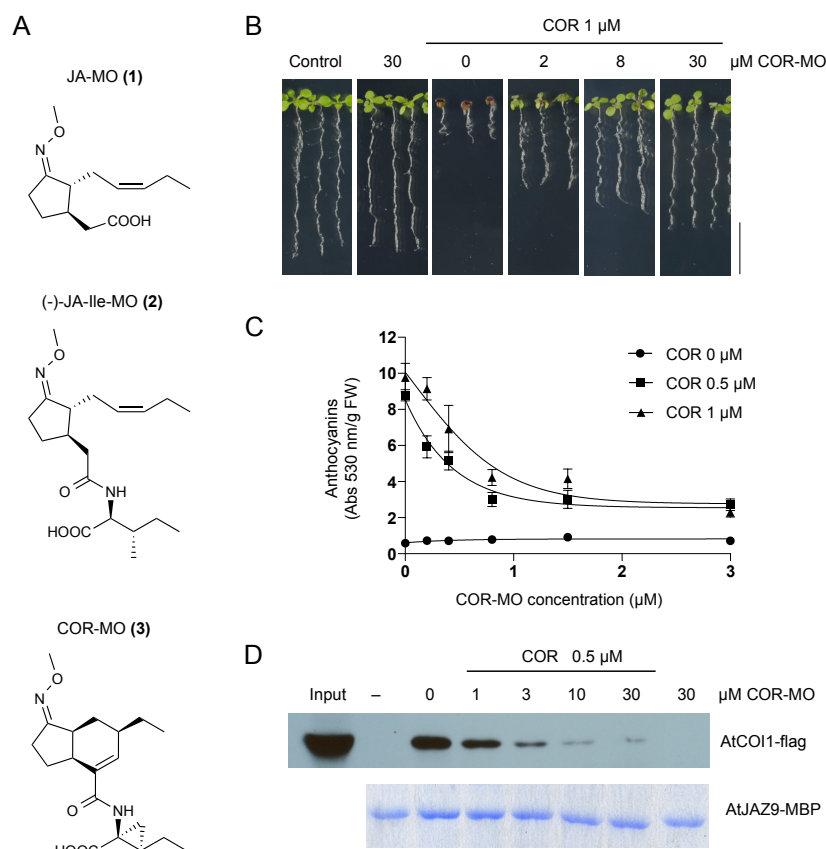 A
JA-MO (1)
O
N
COOH
(-)-JA-Ile-MO (2)
O
N
O
NH
HOOC
COR-MO (3)
O
N
O
NH
B
COR 1 µM
Control 30 0 2 8 30 µM COR-MO
C
Anthocyanins
(Abs 530 nm/g FW)
12
10
8
6
4
2
0
0 1 2 3
COR-MO concentration (µM)
COR 0 µM
COR 0.5 µM
COR 1 µM
D
COR 0.5 µM
Input – 0 1 3 10 30 30 µM COR-MO
AtCOI1-flag
AtJAZ9-MBP